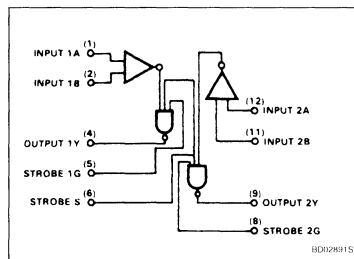 (1)
INPUT 1A
(2)
INPUT 1B
(12)
INPUT 2A
(11)
INPUT 2B
(4)
OUTPUT 1Y
(5)
STROBE 1G
(6)
STROBE S
(9)
OUTPUT 2Y
(8)
STROBE 2G
BD02891S